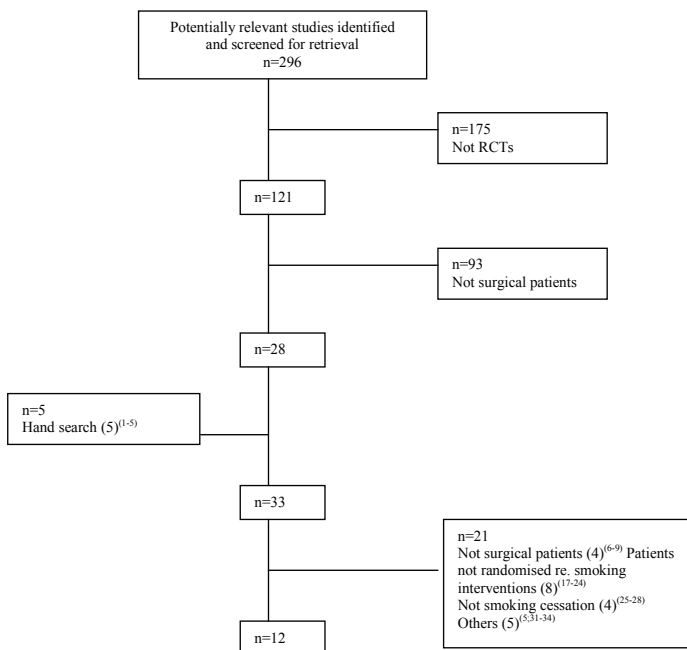 Potentially relevant studies identified
and screened for retrieval
n=296
n=175
Not RCTs
n=121
n=93
Not surgical patients
n=28
n=5
Hand search (5)(1-5)
n=33
n=21
Not surgical patients (4)(6-9) Patients
not randomised re. smoking
interventions (8)(17-24)
Not smoking cessation (4)(25-28)
Others (5)(5;31-34)
n=12